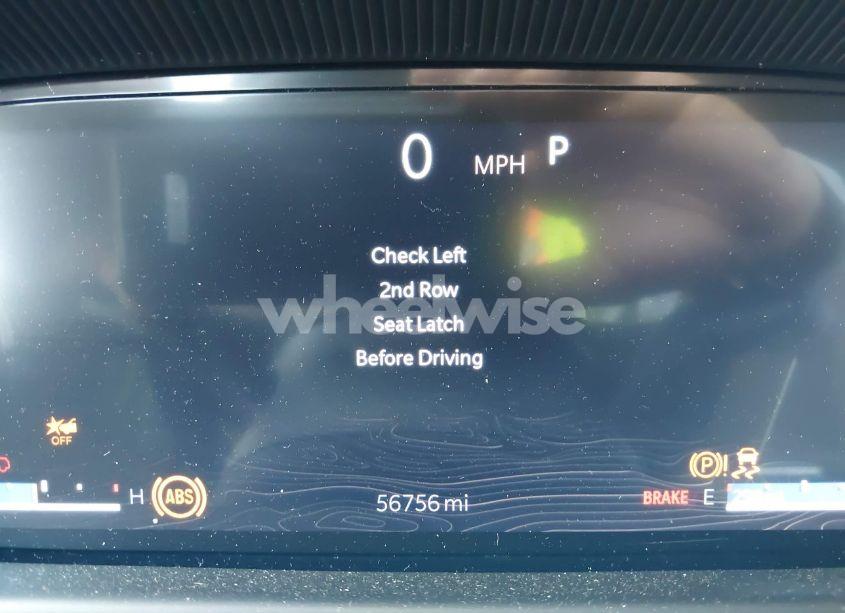 0 MPH P
Check Left
2nd Row
wheelwise
Seat Latch
Before Driving
OFF
H ABS
P !
56756 mi
BRAKE E